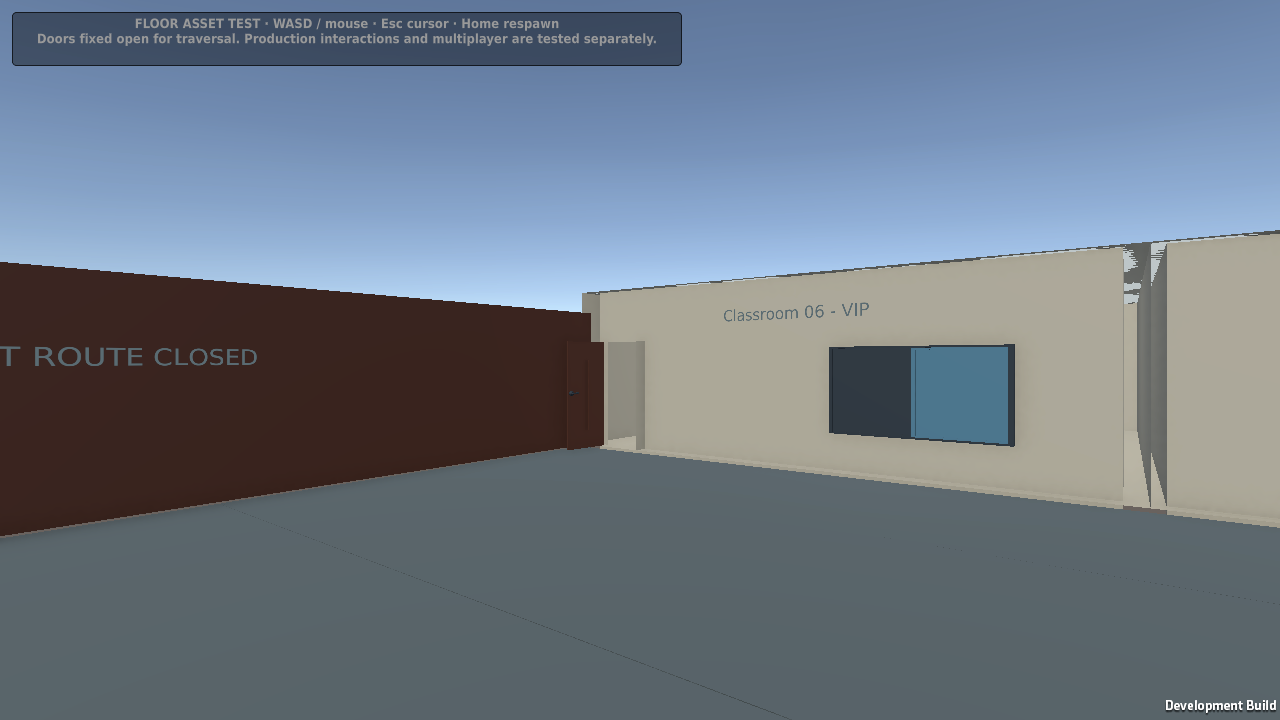 FLOOR ASSET TEST · WASD / mouse · Esc cursor · Home respawn
Doors fixed open for traversal. Production interactions and multiplayer are tested separately.
Classroom 06 - VIP
T ROUTE CLOSED
Development Build